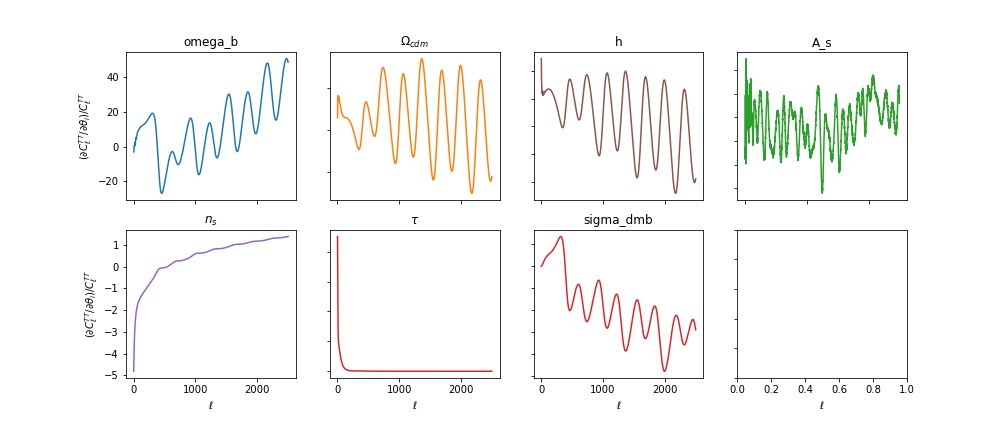 omega_b
Ω_cdm
h
A_s
(∂C_ℓ^TT/∂θ_i)/C_ℓ^TT
40
20
0
−20
n_s
τ
sigma_dmb
(∂C_ℓ^TT/∂θ_i)/C_ℓ^TT
1
0
−1
−2
−3
−4
−5
0 1000 2000
0 1000 2000
0 1000 2000
0.0 0.2 0.4 0.6 0.8 1.0
ℓ ℓ ℓ ℓ